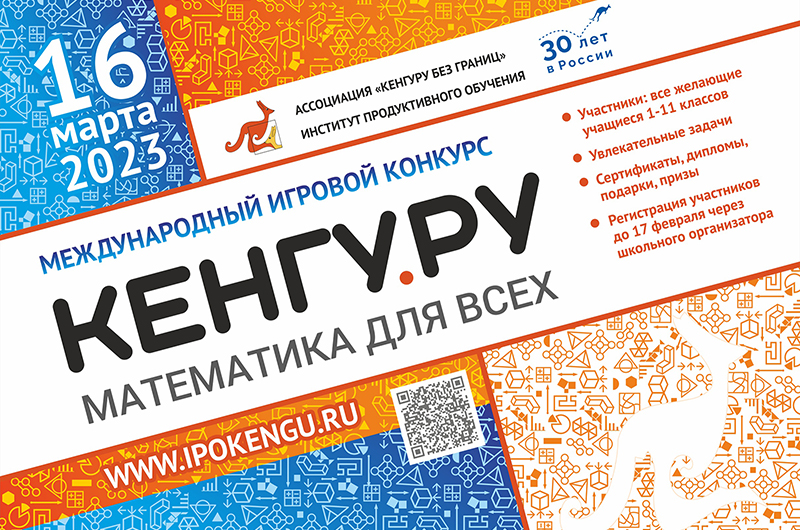 16
марта
2023
АССОЦИАЦИЯ «КЕНГУРУ БЕЗ ГРАНИЦ»
ИНСТИТУТ ПРОДУКТИВНОГО ОБУЧЕНИЯ
30 лет
в России
• Участники: все желающие
учащиеся 1-11 классов
• Увлекательные задачи
• Сертификаты, дипломы,
подарки, призы
• Регистрация участников
до 17 февраля через
школьного организатора
МЕЖДУНАРОДНЫЙ ИГРОВОЙ КОНКУРС
КЕНГУ.РУ
МАТЕМАТИКА ДЛЯ ВСЕХ
WWW.IPOKENGU.RU